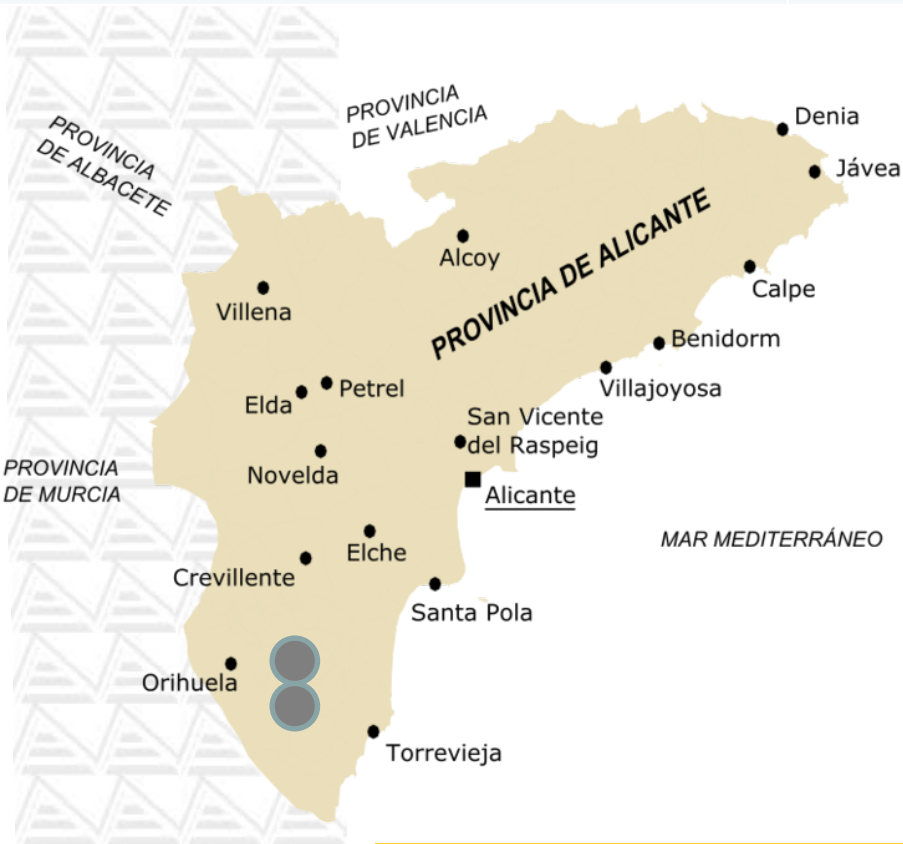 PROVINCIA
DE VALENCIA
PROVINCIA
DE ALBACETE
Denia
Jávea
Alcoy
PROVINCIA DE ALICANTE
Calpe
Villena
Benidorm
Villajoyosa
Petrel
Elda
San Vicente
del Raspeig
Novelda
PROVINCIA
DE MURCIA
Alicante
Elche
MAR MEDITERRÁNEO
Crevillente
Santa Pola
Orihuela
Torrevieja